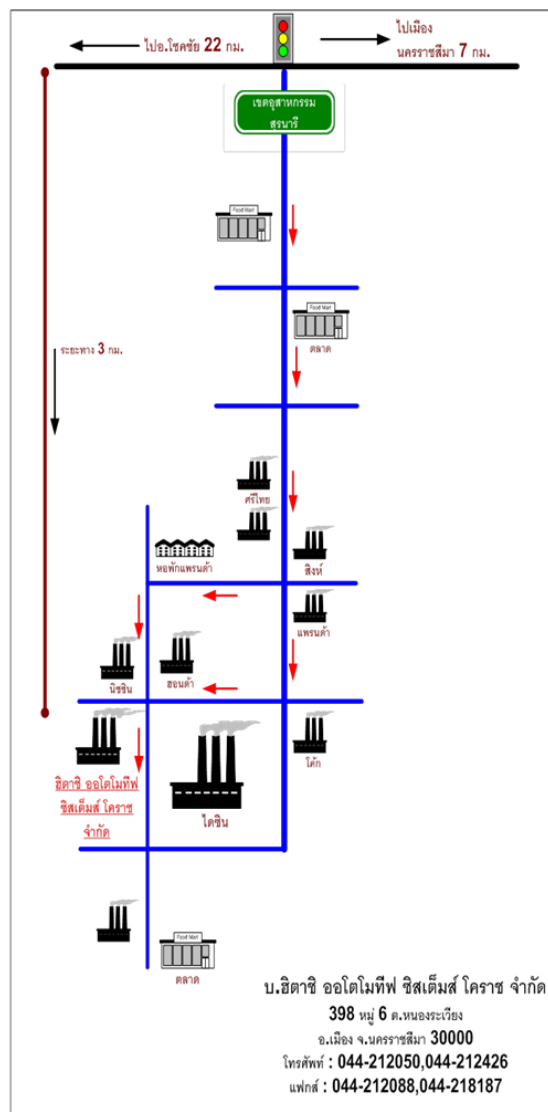 ไปอ.โชคชัย 22 กม.
ไปเมือง
นครราชสีมา 7 กม.
เขตอุสาหกรรม
สุรนารี
Food Mart
Food Mart
ตลาด
ระยะทาง 3 กม.
ศรีไทย
สิงห์
หอพักแพรนด้า
แพรนด้า
นิชชิน
ฮอนด้า
โค้ก
ฮิตาชิ ออโตโมทีฟ
ซิสเต็มส์ โคราช
จำกัด
ไดซิน
Food Mart
ตลาด
บ.ฮิตาชิ ออโตโมทีฟ ซิสเต็มส์ โคราช จำกัด
398 หมู่ 6 ต.หนองระเวียง
อ.เมือง จ.นครราชสีมา 30000
โทรศัพท์ : 044-212050,044-212426
แฟกส์ : 044-212088,044-218187